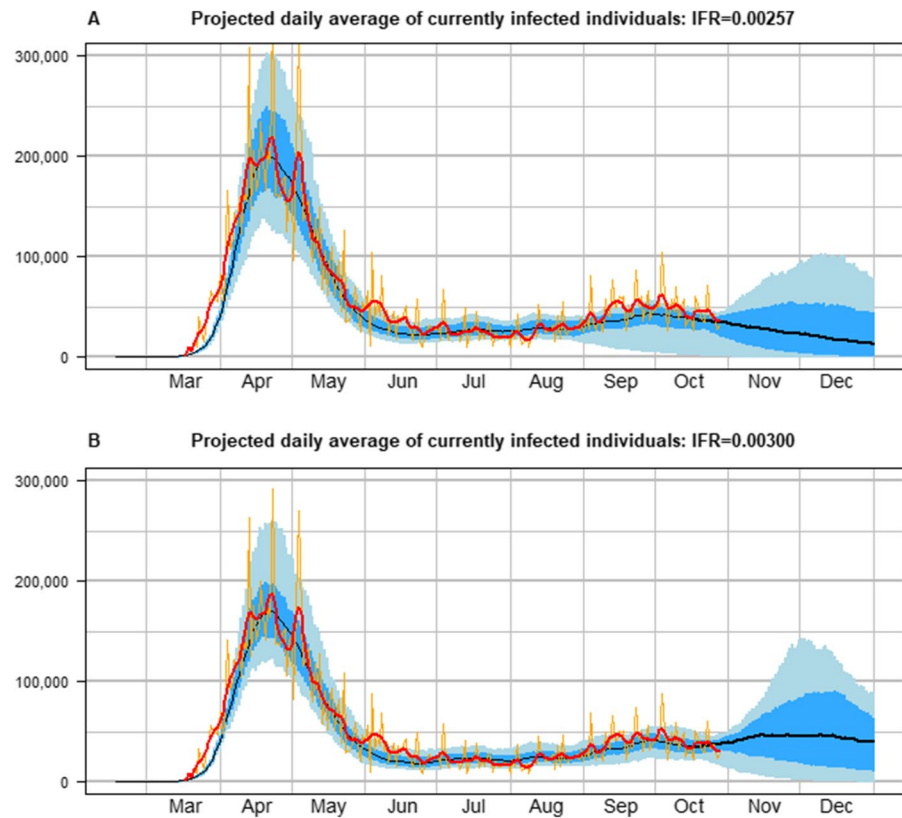 A Projected daily average of currently infected individuals: IFR=0.00257
300,000
200,000
100,000
0
Mar Apr May Jun Jul Aug Sep Oct Nov Dec
B Projected daily average of currently infected individuals: IFR=0.00300
300,000
200,000
100,000
0
Mar Apr May Jun Jul Aug Sep Oct Nov Dec